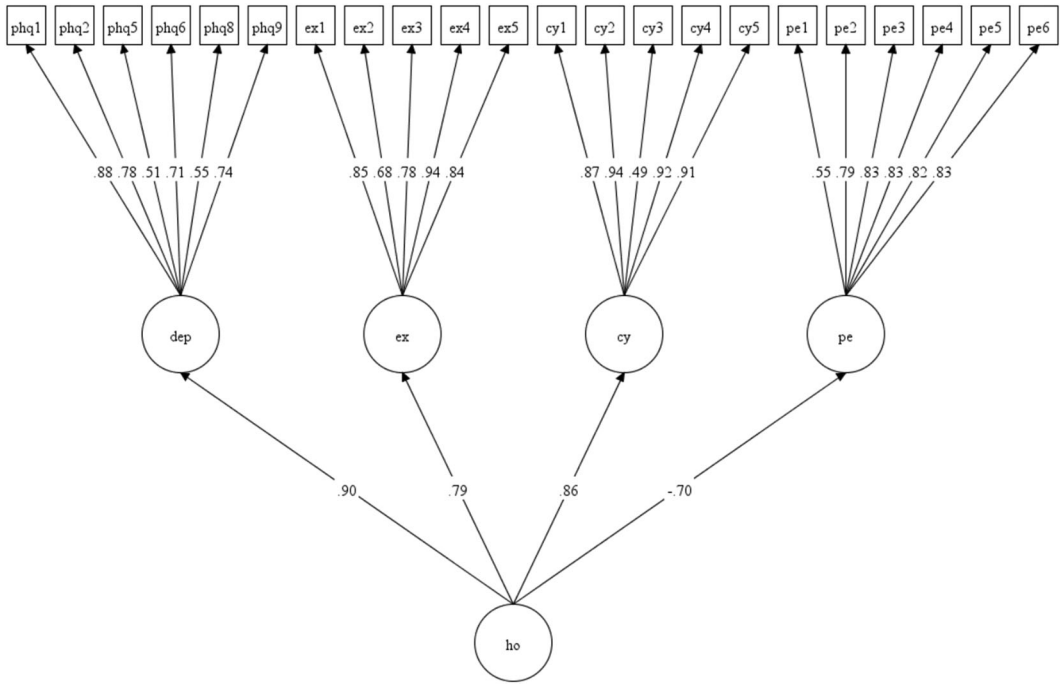 phq1 phq2 phq5 phq6 phq8 phq9 ex1 ex2 ex3 ex4 ex5 cy1 cy2 cy3 cy4 cy5 pe1 pe2 pe3 pe4 pe5 pe6
.88 .78 .51 .71 .55 .74 .85 .68 .78 .94 .84 .87 .94 .49 .92 .91 .55 .79 .83 .83 .82 .83
dep ex cy pe
.90 .79 .86 -.70
ho